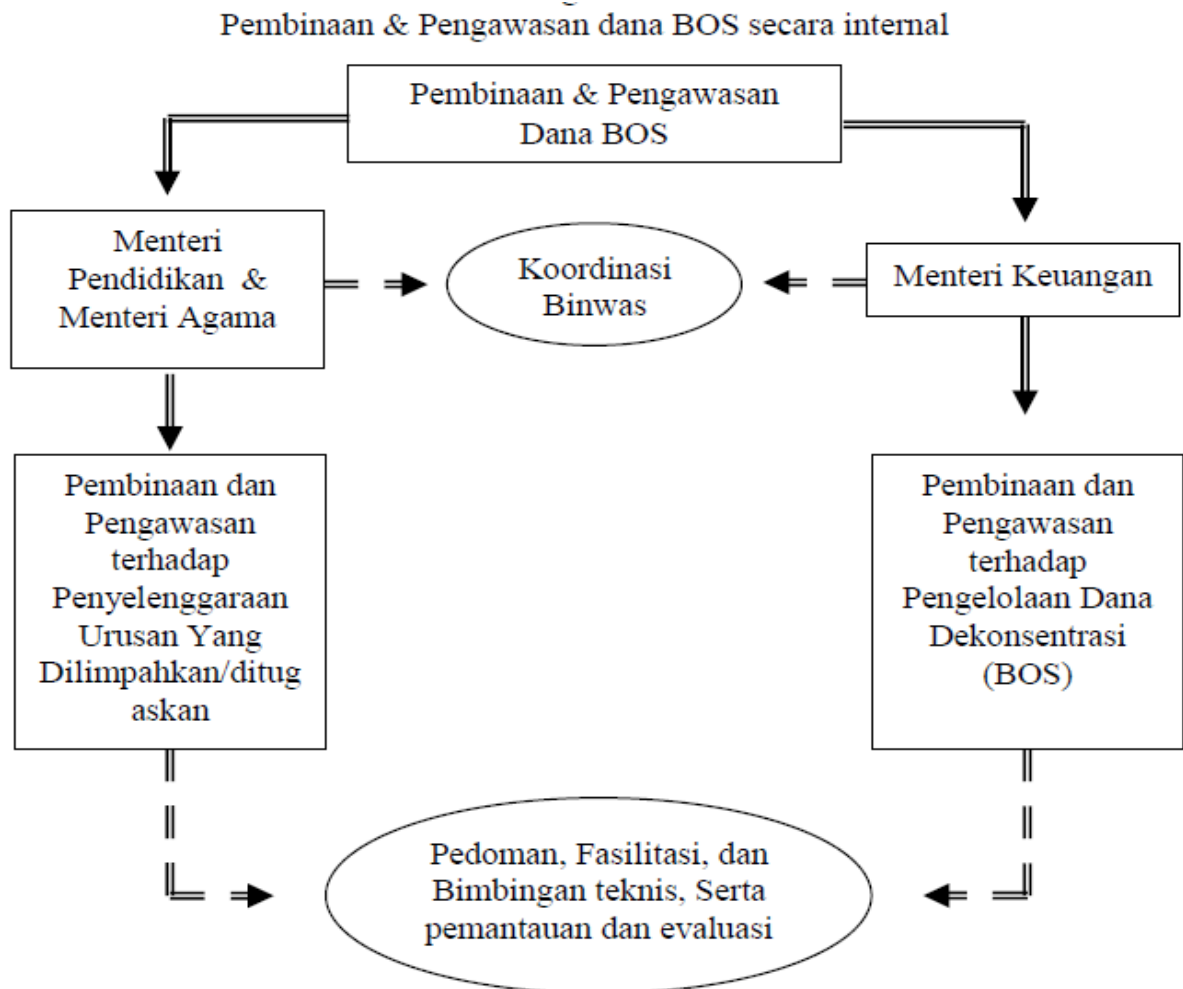 Pembinaan & Pengawasan dana BOS secara internal
Pembinaan & Pengawasan
Dana BOS
Menteri
Pendidikan &
Menteri Agama
Koordinasi
Binwas
Menteri Keuangan
Pembinaan dan
Pengawasan
terhadap
Penyelenggaraan
Urusan Yang
Dilimpahkan/ditug
askan
Pembinaan dan
Pengawasan
terhadap
Pengelolaan Dana
Dekonsentrasi
(BOS)
Pedoman, Fasilitasi, dan
Bimbingan teknis, Serta
pemantauan dan evaluasi